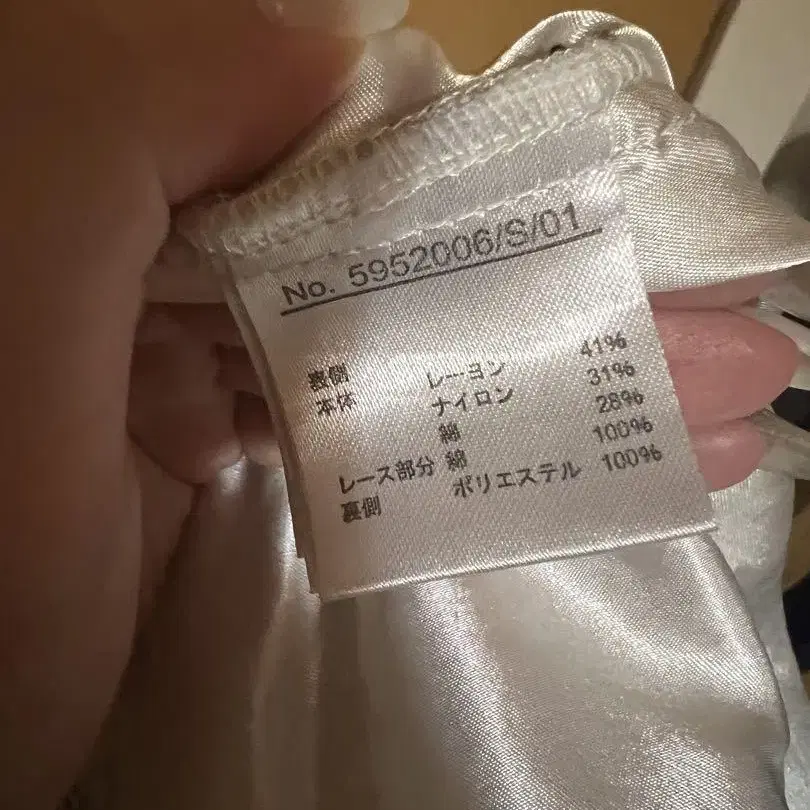 No. 5952006/S/01
表側
本体 レーヨン 41%
ナイロン 31%
綿 28%
レース部分 綿 100%
裏側 ポリエステル 100%